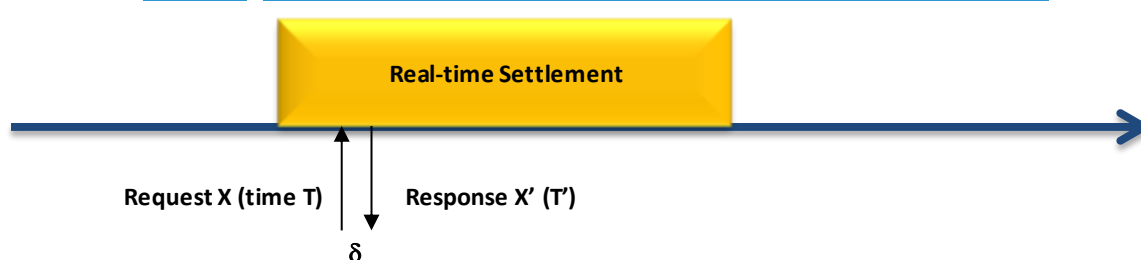 Real-time Settlement
Request X (time T) Response X’ (T’)
δ